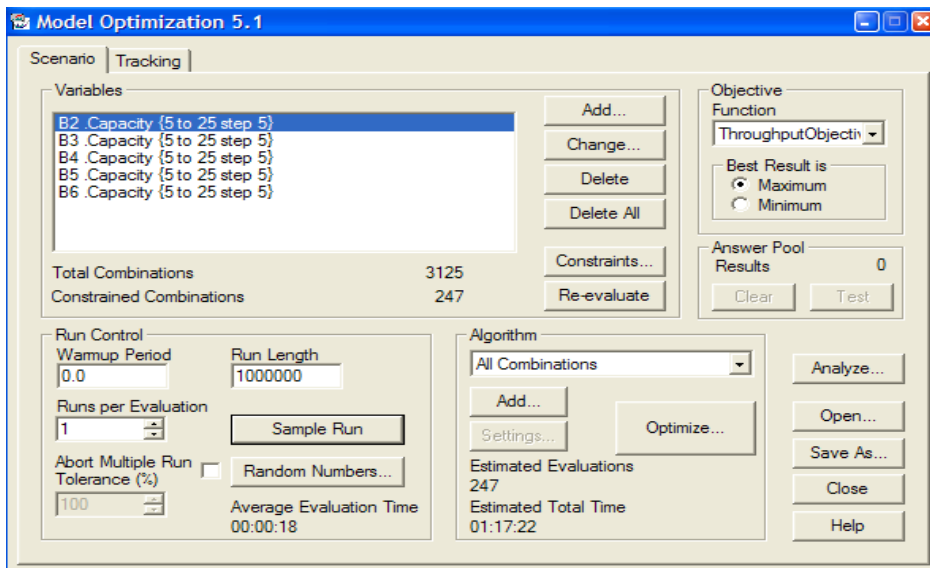 Model Optimization 5.1
Scenario
Tracking
Variables
B2 .Capacity {5 to 25 step 5}
B3 .Capacity {5 to 25 step 5}
B4 .Capacity {5 to 25 step 5}
B5 .Capacity {5 to 25 step 5}
B6 .Capacity {5 to 25 step 5}
Total Combinations 3125
Constrained Combinations 247
Add...
Change...
Delete
Delete All
Constraints...
Re-evaluate
Objective
Function
ThroughputObjectiv
Best Result is
Maximum
Minimum
Answer Pool
Results 0
Clear
Test
Run Control
Warmup Period
0.0
Run Length
1000000
Runs per Evaluation
1
Sample Run
Abort Multiple Run
Tolerance (%)
100
Random Numbers...
Average Evaluation Time
00:00:18
Algorithm
All Combinations
Add...
Settings...
Optimize...
Estimated Evaluations
247
Estimated Total Time
01:17:22
Analyze...
Open...
Save As...
Close
Help